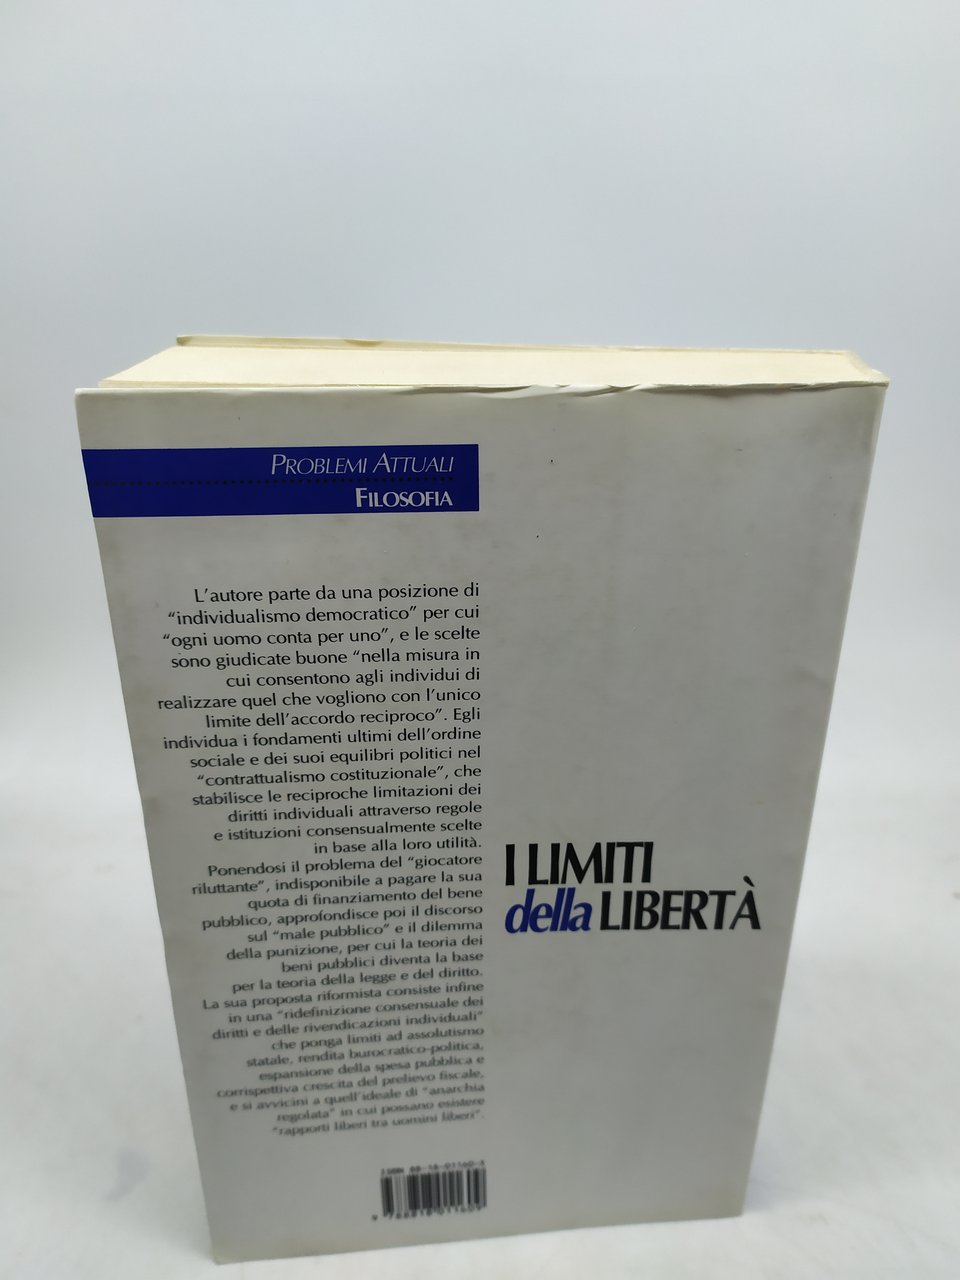 PROBLEMI ATTUALI
FILOSOFIA
L'autore parte da una posizione di
“individualismo democratico” per cui
“ogni uomo conta per uno”, e le scelte
sono giudicate buone “nella misura in
cui consentono agli individui di
realizzare quel che vogliono con l'unico
limite dell'accordo reciproco”. Egli
individua i fondamenti ultimi dell'ordine
sociale e dei suoi equilibri politici nel
“contrattualismo costituzionale”, che
stabilisce le reciproche limitazioni dei
diritti individuali attraverso regole
e istituzioni consensualmente scelte
in base alla loro utilità.
Ponendosi il problema del “giocatore
riluttante”, indisponibile a pagare la sua
quota di finanziamento del bene
pubblico, approfondisce poi il discorso
sul “male pubblico” e il dilemma
della punizione, per cui la teoria dei
beni pubblici diventa la base
per la teoria della legge e del diritto.
La sua proposta riformista consiste infine
in una “ridefinizione consensuale dei
diritti e delle rivendicazioni individuali”
che ponga limiti ad assolutismo
statale, rendita burocratico-politica,
espansione della spesa pubblica e
corrispettiva crescita del prelievo fiscale,
e si avvicini a quell'ideale di “anarchia
regolata” in cui possano esistere
“rapporti liberi tra uomini liberi”.
I LIMITI
della LIBERTÀ
ISBN 88-18-01160-X
9 788818 011609